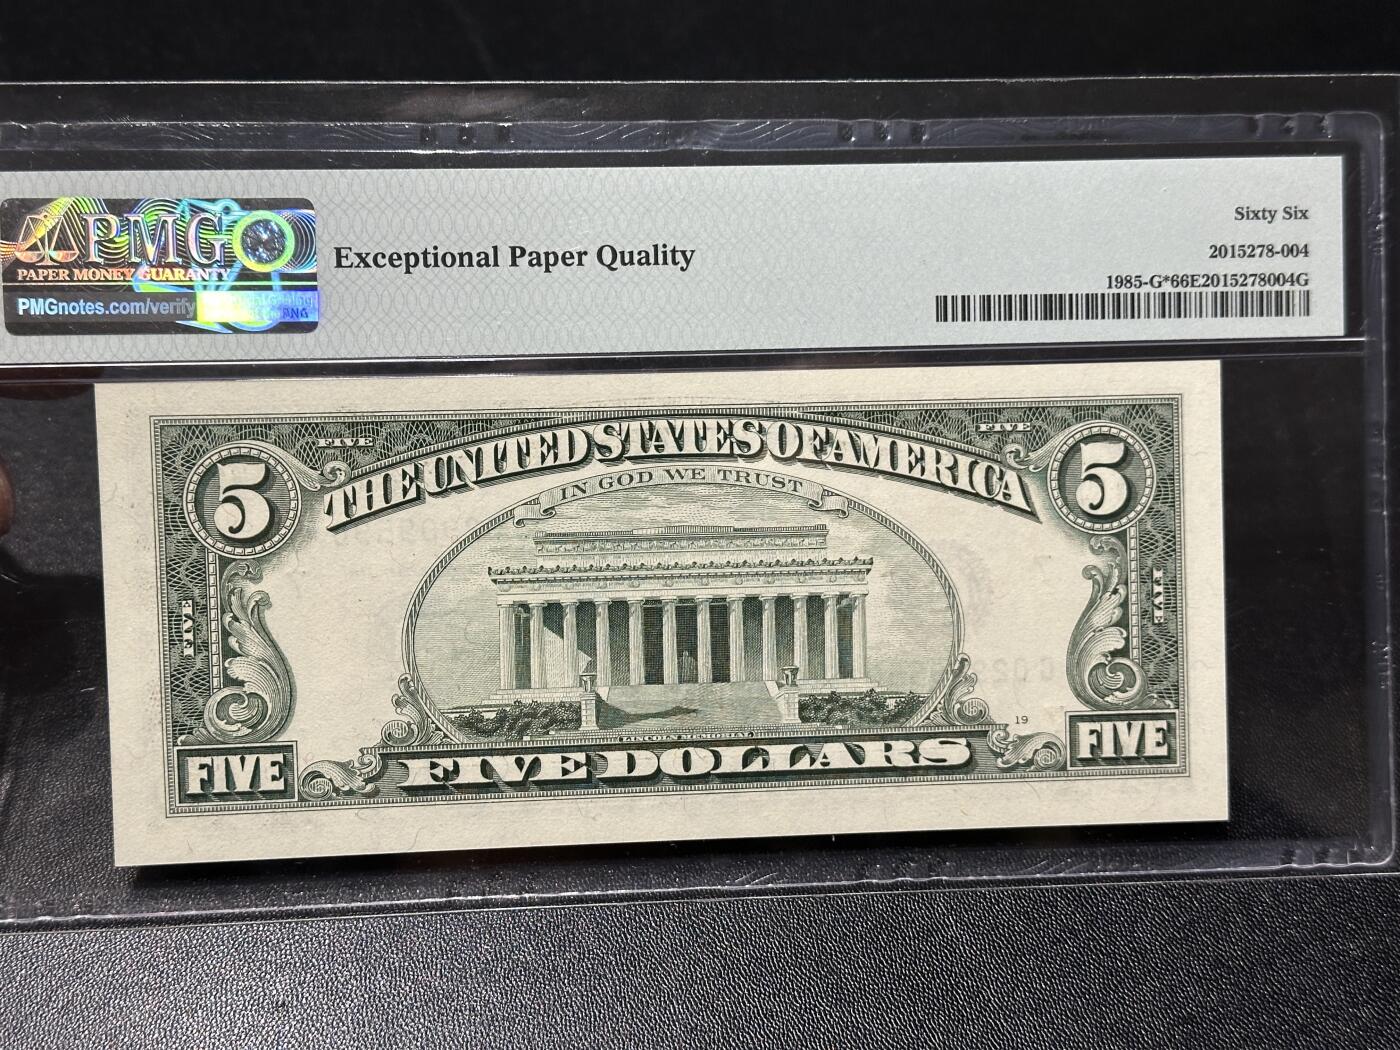 Sixty Six
2015278-004
1985-G*66E2015278004G
PMG
PAPER MONEY GUARANTY
PMGnotes.com/verify
Exceptional Paper Quality
FIVE
FIVE
5
THE UNITED STATES OF AMERICA
5
IN GOD WE TRUST
FIVE
FIVE
LINCOLN MEMORIAL
19
FIVE
FIVE DOLLARS
FIVE